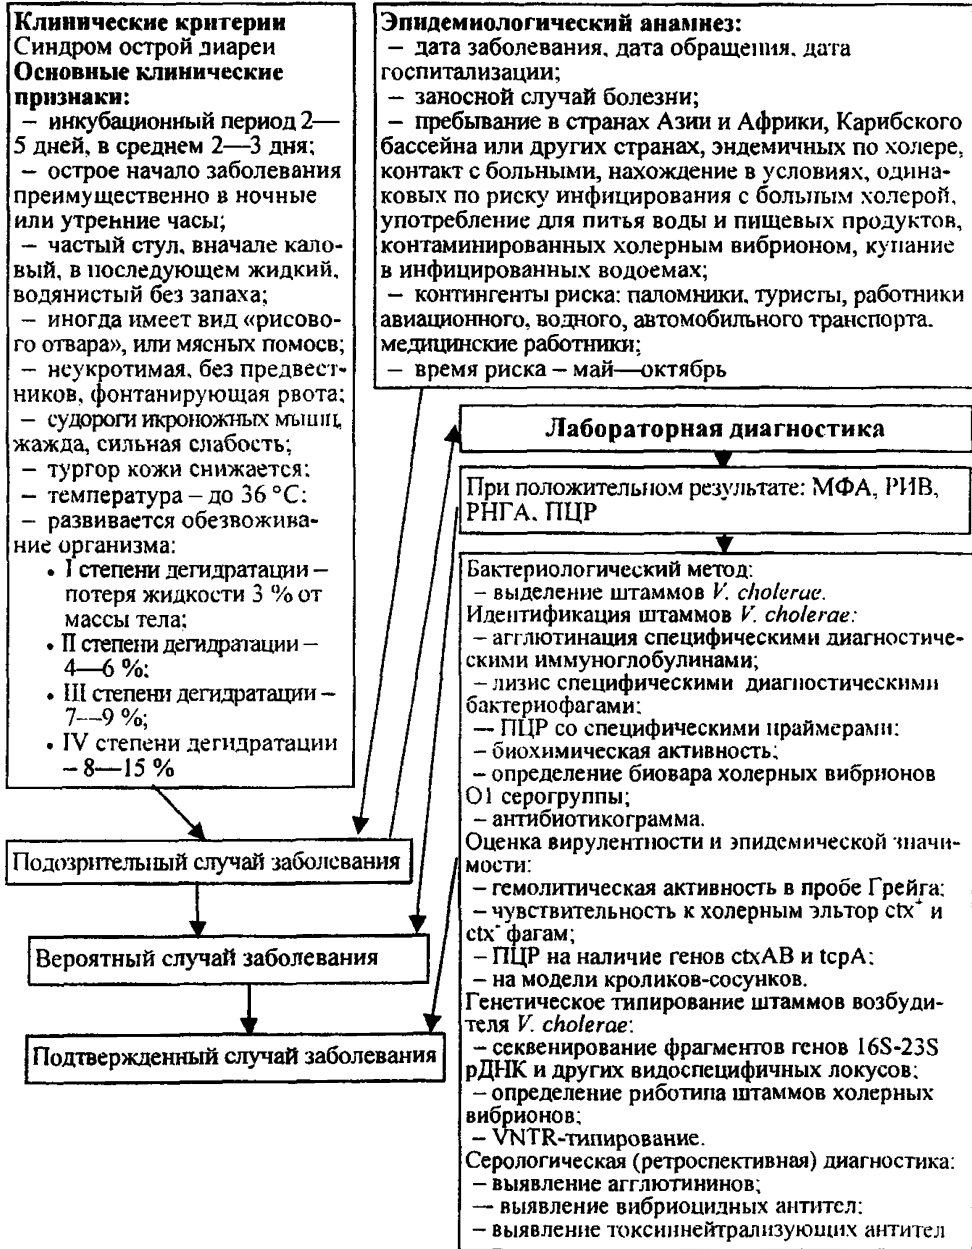 Клинические критерии
Синдром острой диареи
Основные клинические
признаки:
– инкубационный период 2—
5 дней, в среднем 2—3 дня;
– острое начало заболевания
преимущественно в ночные
или утренние часы;
– частый стул, вначале кало-
вый, в последующем жидкий,
водянистый без запаха;
– иногда имеет вид «рисово-
го отвара», или мясных помоев;
– неукротимая, без предвест-
ников, фонтанирующая рвота;
– судороги икроножных мышц,
жажда, сильная слабость;
– тургор кожи снижается;
– температура – до 36 °С:
– развивается обезвожива-
ние организма:
• I степени дегидратации –
потеря жидкости 3 % от
массы тела;
• II степени дегидратации –
4—6 %;
• III степени дегидратации –
7—9 %;
• IV степени дегидратации
– 8—15 %
Эпидемиологический анамнез:
– дата заболевания, дата обращения, дата
госпитализации;
– заносной случай болезни;
– пребывание в странах Азии и Африки, Карибского
бассейна или других странах, эндемичных по холере,
контакт с больными, нахождение в условиях, одина-
ковых по риску инфицирования с больным холерой,
употребление для питья воды и пищевых продуктов,
контаминированных холерным вибрионом, купание
в инфицированных водоемах;
– контингенты риска: паломники, туристы, работники
авиационного, водного, автомобильного транспорта.
медицинские работники;
– время риска – май—октябрь
Лабораторная диагностика
При положительном результате: МФА, РИВ,
РНГА, ПЦР
Бактериологический метод:
– выделение штаммов V. cholerae.
Идентификация штаммов V. cholerae:
– агглютинация специфическими диагностиче-
скими иммуноглобулинами;
– лизис специфическими диагностическими
бактериофагами;
— ПЦР со специфическими праймерами:
– биохимическая активность;
– определение биовара холерных вибрионов
О1 серогруппы;
– антибиотикограмма.
Оценка вирулентности и эпидемической значи-
мости:
– гемолитическая активность в пробе Грейга;
– чувствительность к холерным эльтор ctx⁺ и
ctx⁻ фагам;
– ПЦР на наличие генов ctxAB и tcpA;
– на модели кроликов-сосунков.
Генетическое типирование штаммов возбуди-
теля V. cholerae:
– секвенирование фрагментов генов 16S-23S
рДНК и других видоспецифичных локусов;
– определение риботипа штаммов холерных
вибрионов;
– VNTR-типирование.
Серологическая (ретроспективная) диагностика:
– выявление агглютининов;
— выявление вибриоцидных антител;
– выявление токсиннейтрализующих антител
Подозрительный случай заболевания
Вероятный случай заболевания
Подтвержденный случай заболевания